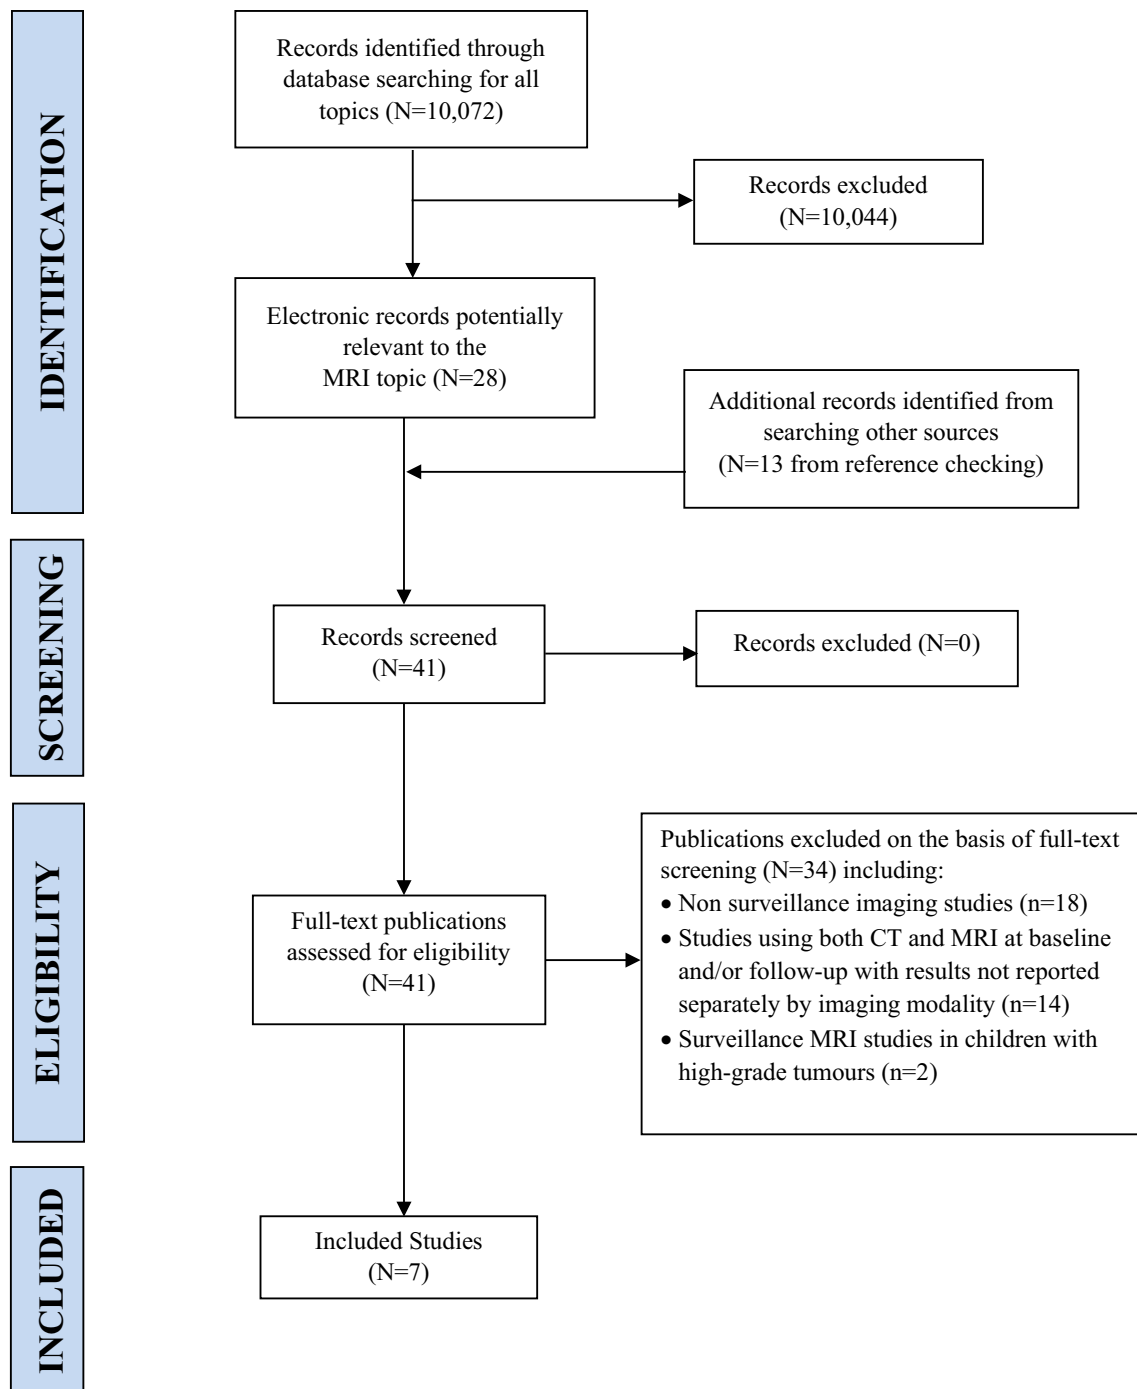 IDENTIFICATION
Records identified through
database searching for all
topics (N=10,072)
Records excluded
(N=10,044)
Electronic records potentially
relevant to the
MRI topic (N=28)
Additional records identified from
searching other sources
(N=13 from reference checking)
SCREENING
Records screened
(N=41)
Records excluded (N=0)
ELIGIBILITY
Full-text publications
assessed for eligibility
(N=41)
Publications excluded on the basis of full-text
screening (N=34) including:
• Non surveillance imaging studies (n=18)
• Studies using both CT and MRI at baseline
and/or follow-up with results not reported
separately by imaging modality (n=14)
• Surveillance MRI studies in children with
high-grade tumours (n=2)
INCLUDED
Included Studies
(N=7)